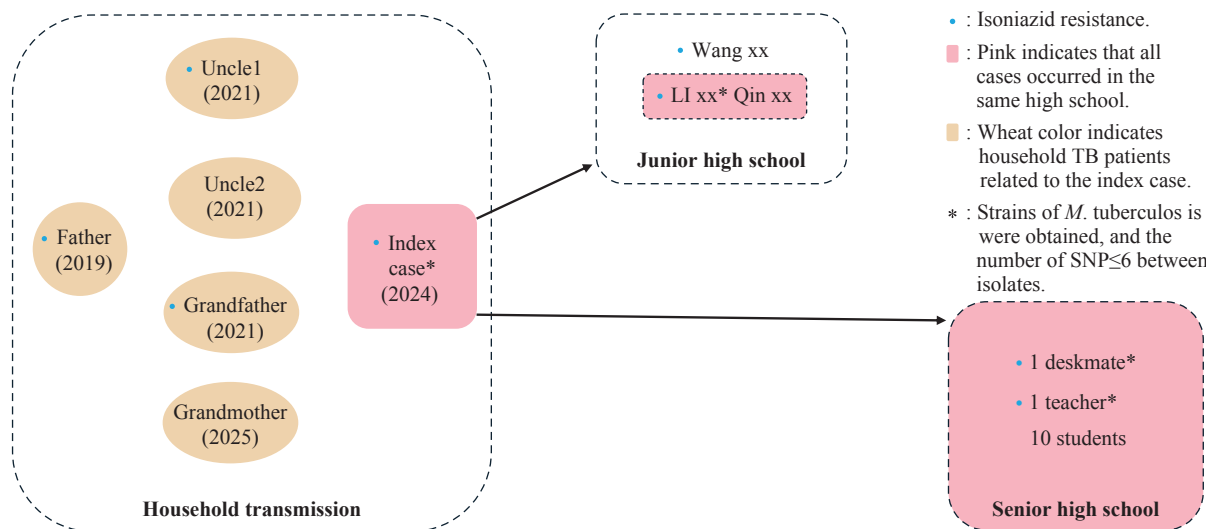 Uncle1
(2021)
Uncle2
(2021)
Father
(2019)
Grandfather
(2021)
Grandmother
(2025)
Index
case*
(2024)
Household transmission
Wang xx
LI xx* Qin xx
Junior high school
: Isoniazid resistance.
: Pink indicates that all
cases occurred in the
same high school.
: Wheat color indicates
household TB patients
related to the index case.
* : Strains of M. tuberculos is
were obtained, and the
number of SNP≤6 between
isolates.
1 deskmate*
1 teacher*
10 students
Senior high school